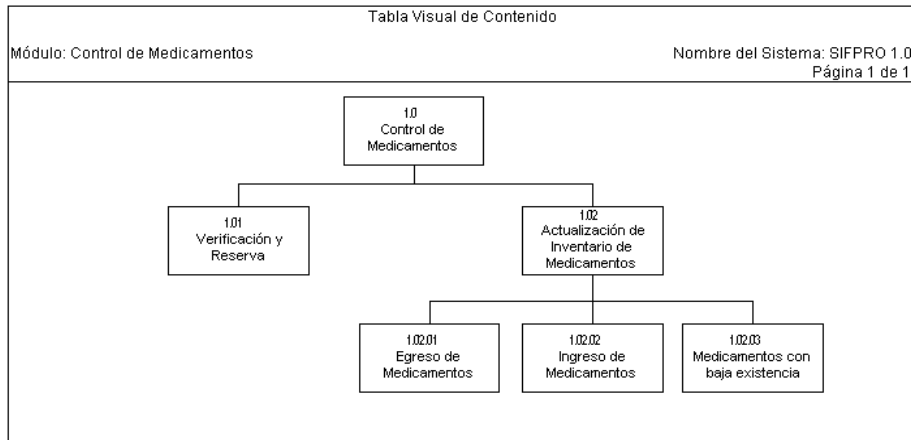 Tabla Visual de Contenido
Módulo: Control de Medicamentos
Nombre del Sistema: SIFPRO 1.0
Página 1 de 1
1.0
Control de
Medicamentos
1.01
Verificación y
Reserva
1.02
Actualización de
Inventario de
Medicamentos
1.02.01
Egreso de
Medicamentos
1.02.02
Ingreso de
Medicamentos
1.02.03
Medicamentos con
baja existencia